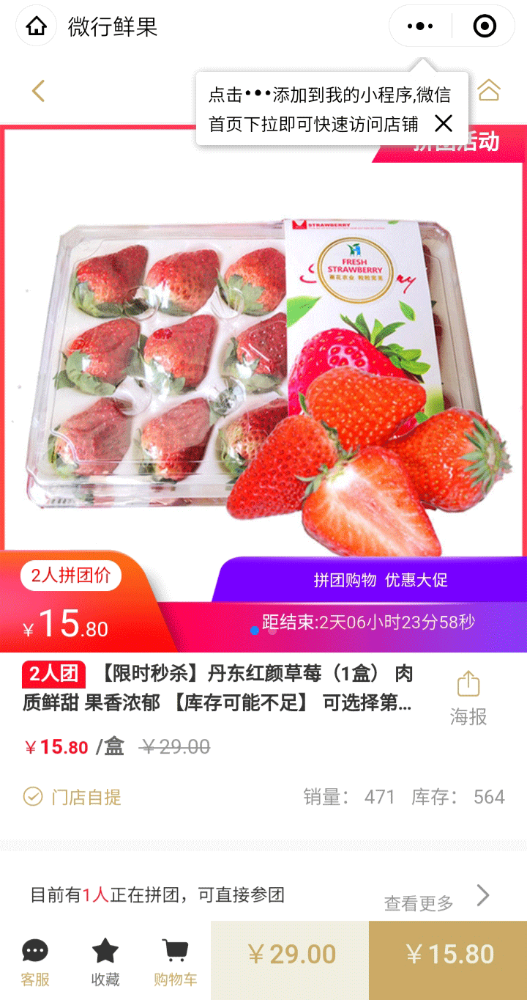 微行鲜果
点击•••添加到我的小程序,微信
首页下拉即可快速访问店铺
拼团活动
STRAWBERRY
FRESH
STRAWBERRY
2人拼团价
¥15.80
拼团购物 优惠大促
距结束:2天06小时23分58秒
2人团 【限时秒杀】丹东红颜草莓（1盒） 肉
质鲜甜 果香浓郁 【库存可能不足】 可选择第...
海报
¥15.80 /盒 ¥29.00
门店自提 销量： 471 库存： 564
目前有1人正在拼团，可直接参团
查看更多
客服 收藏 购物车 ¥29.00 ¥15.80